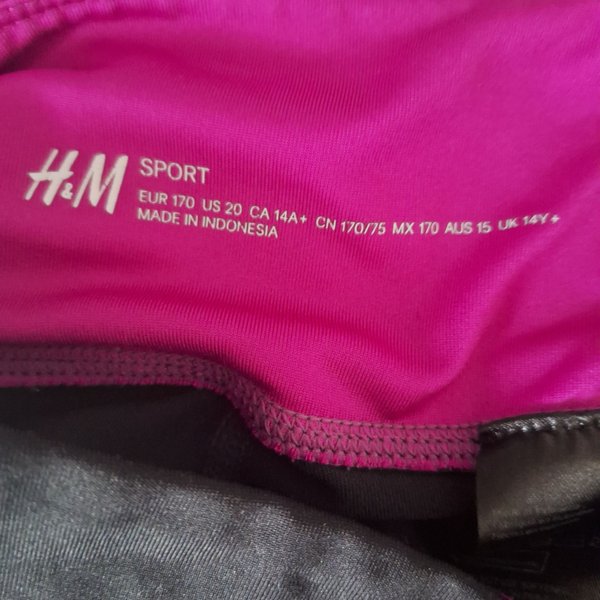 H&M SPORT
EUR 170 US 20 CA 14A+ CN 170/75 MX 170 AUS 15 UK 14Y+
MADE IN INDONESIA